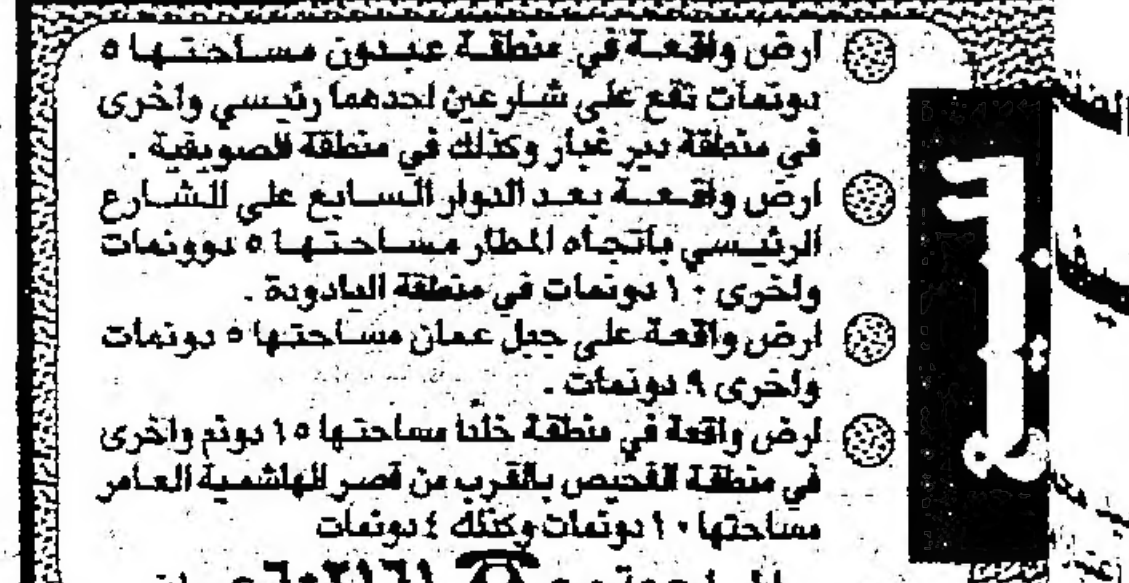 ارض واقعة في منطقة عبدون مساحتها ٥
دونمات تقع على شارعين احدهما رئيسي واخرى
في منطقة دير غبار وكذلك في منطقة الصويفية .
ارض واقعة بعد الدوار السابع على الشارع
الرئيسي باتجاه المطار مساحتها ٥ دوونمات
واخرى ١٠ دونمات في منطقة اليادودة .
ارض واقعة على جبل عمان مساحتها ٥ دونمات
واخرى ٩ دونمات .
ارض واقعة في منطقة خلدا مساحتها ١٥ دونم واخرى
في منطقة الفحيص بالقرب من قصر الهاشمية العامر
مساحتها ١٠ دونمات وكذلك ٤ دونمات